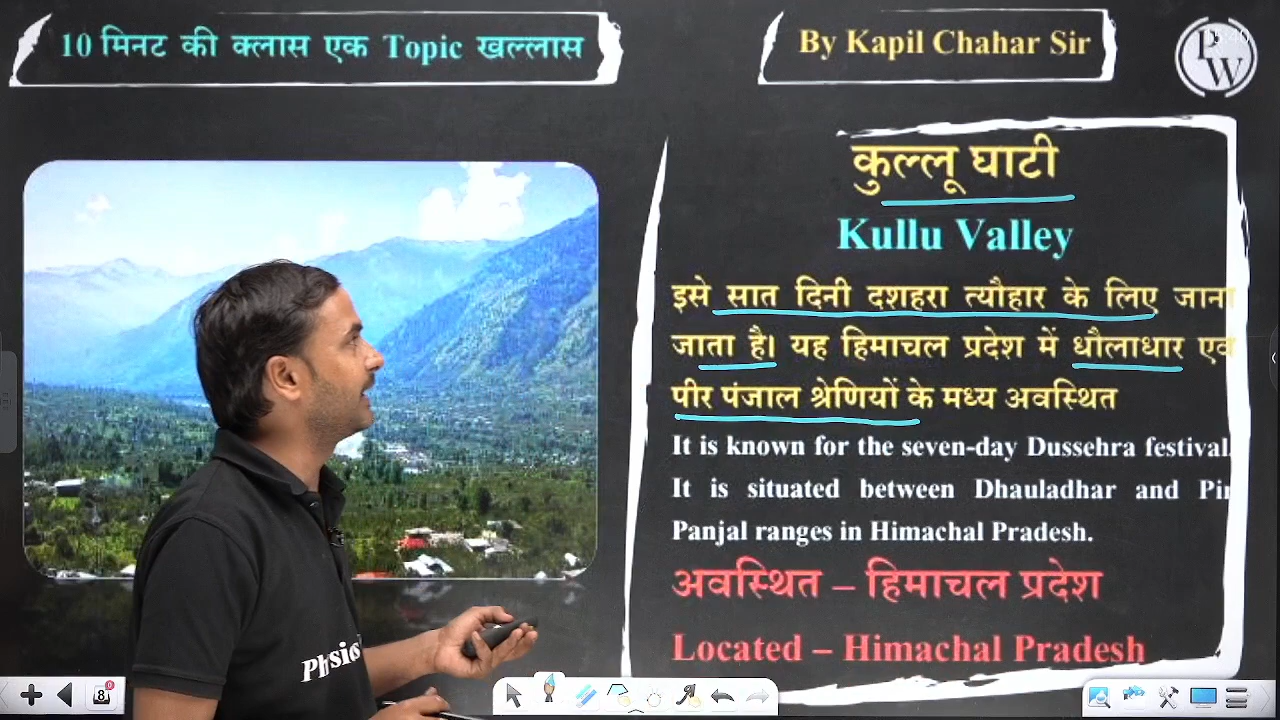 10 मिनट की क्लास एक Topic खल्लास
By Kapil Chahar Sir
PW
कुल्लू घाटी
Kullu Valley
इसे सात दिनी दशहरा त्यौहार के लिए जाना
जाता है। यह हिमाचल प्रदेश में धौलाधार एव
पीर पंजाल श्रेणियों के मध्य अवस्थित
It is known for the seven-day Dussehra festival.
It is situated between Dhauladhar and Pir
Panjal ranges in Himachal Pradesh.
अवस्थित – हिमाचल प्रदेश
Located – Himachal Pradesh
8